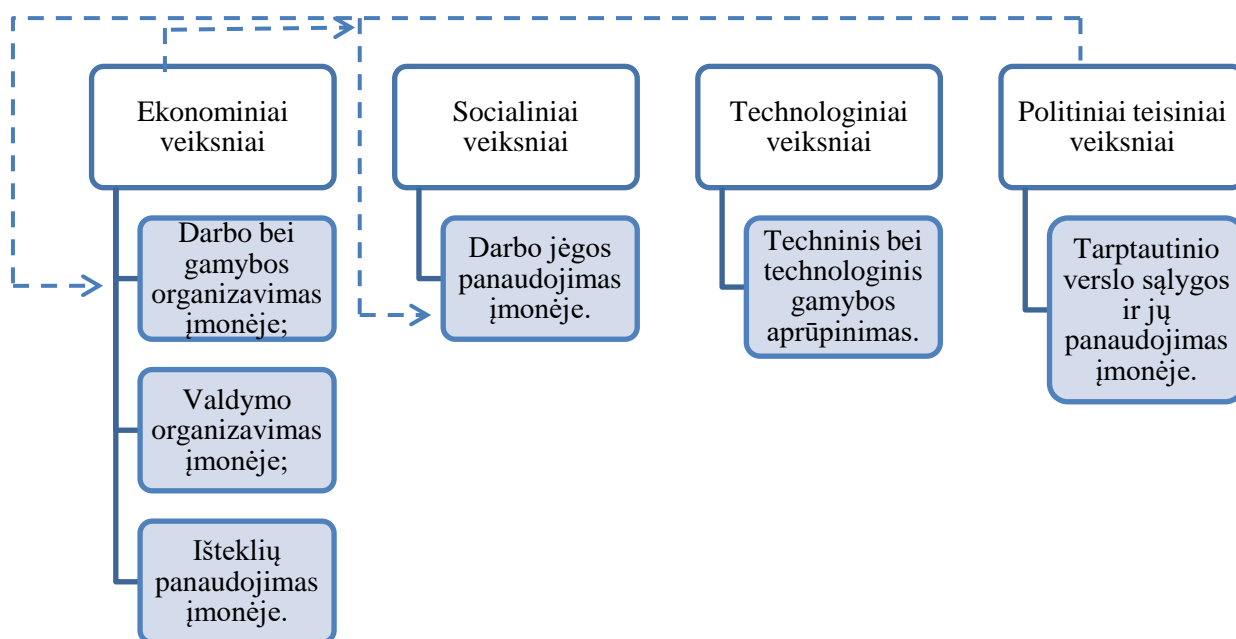 Ekonominiai
veiksniai
Darbo bei
gamybos
organizavimas
įmonėje;
Valdymo
organizavimas
įmonėje;
Išteklių
panaudojimas
įmonėje.
Socialiniai
veiksniai
Darbo jėgos
panaudojimas
įmonėje.
Technologiniai
veiksniai
Techninis bei
technologinis
gamybos
aprūpinimas.
Politiniai teisiniai
veiksniai
Tarptautinio
verslo sąlygos
ir jų
panaudojimas
įmonėje.